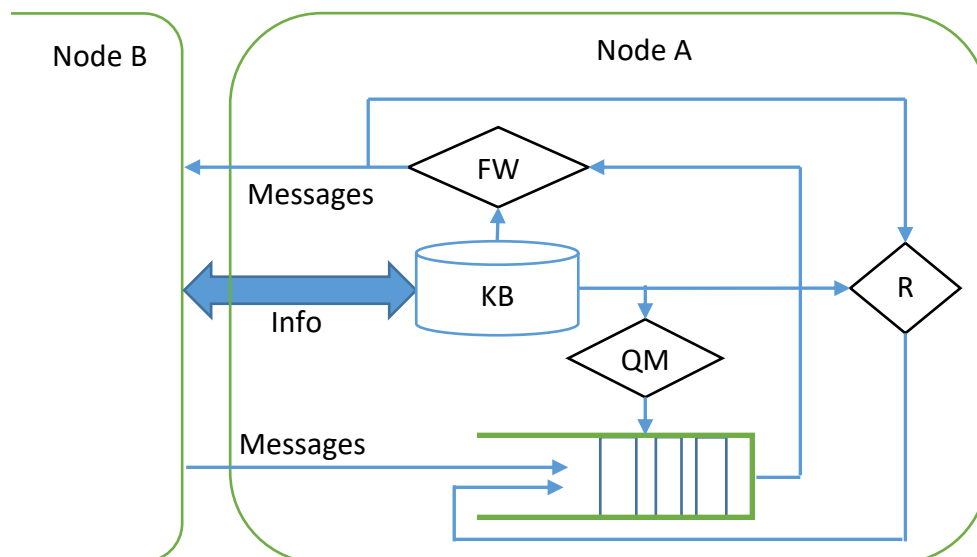 Node B
Node A
FW
Messages
KB
R
Info
QM
Messages